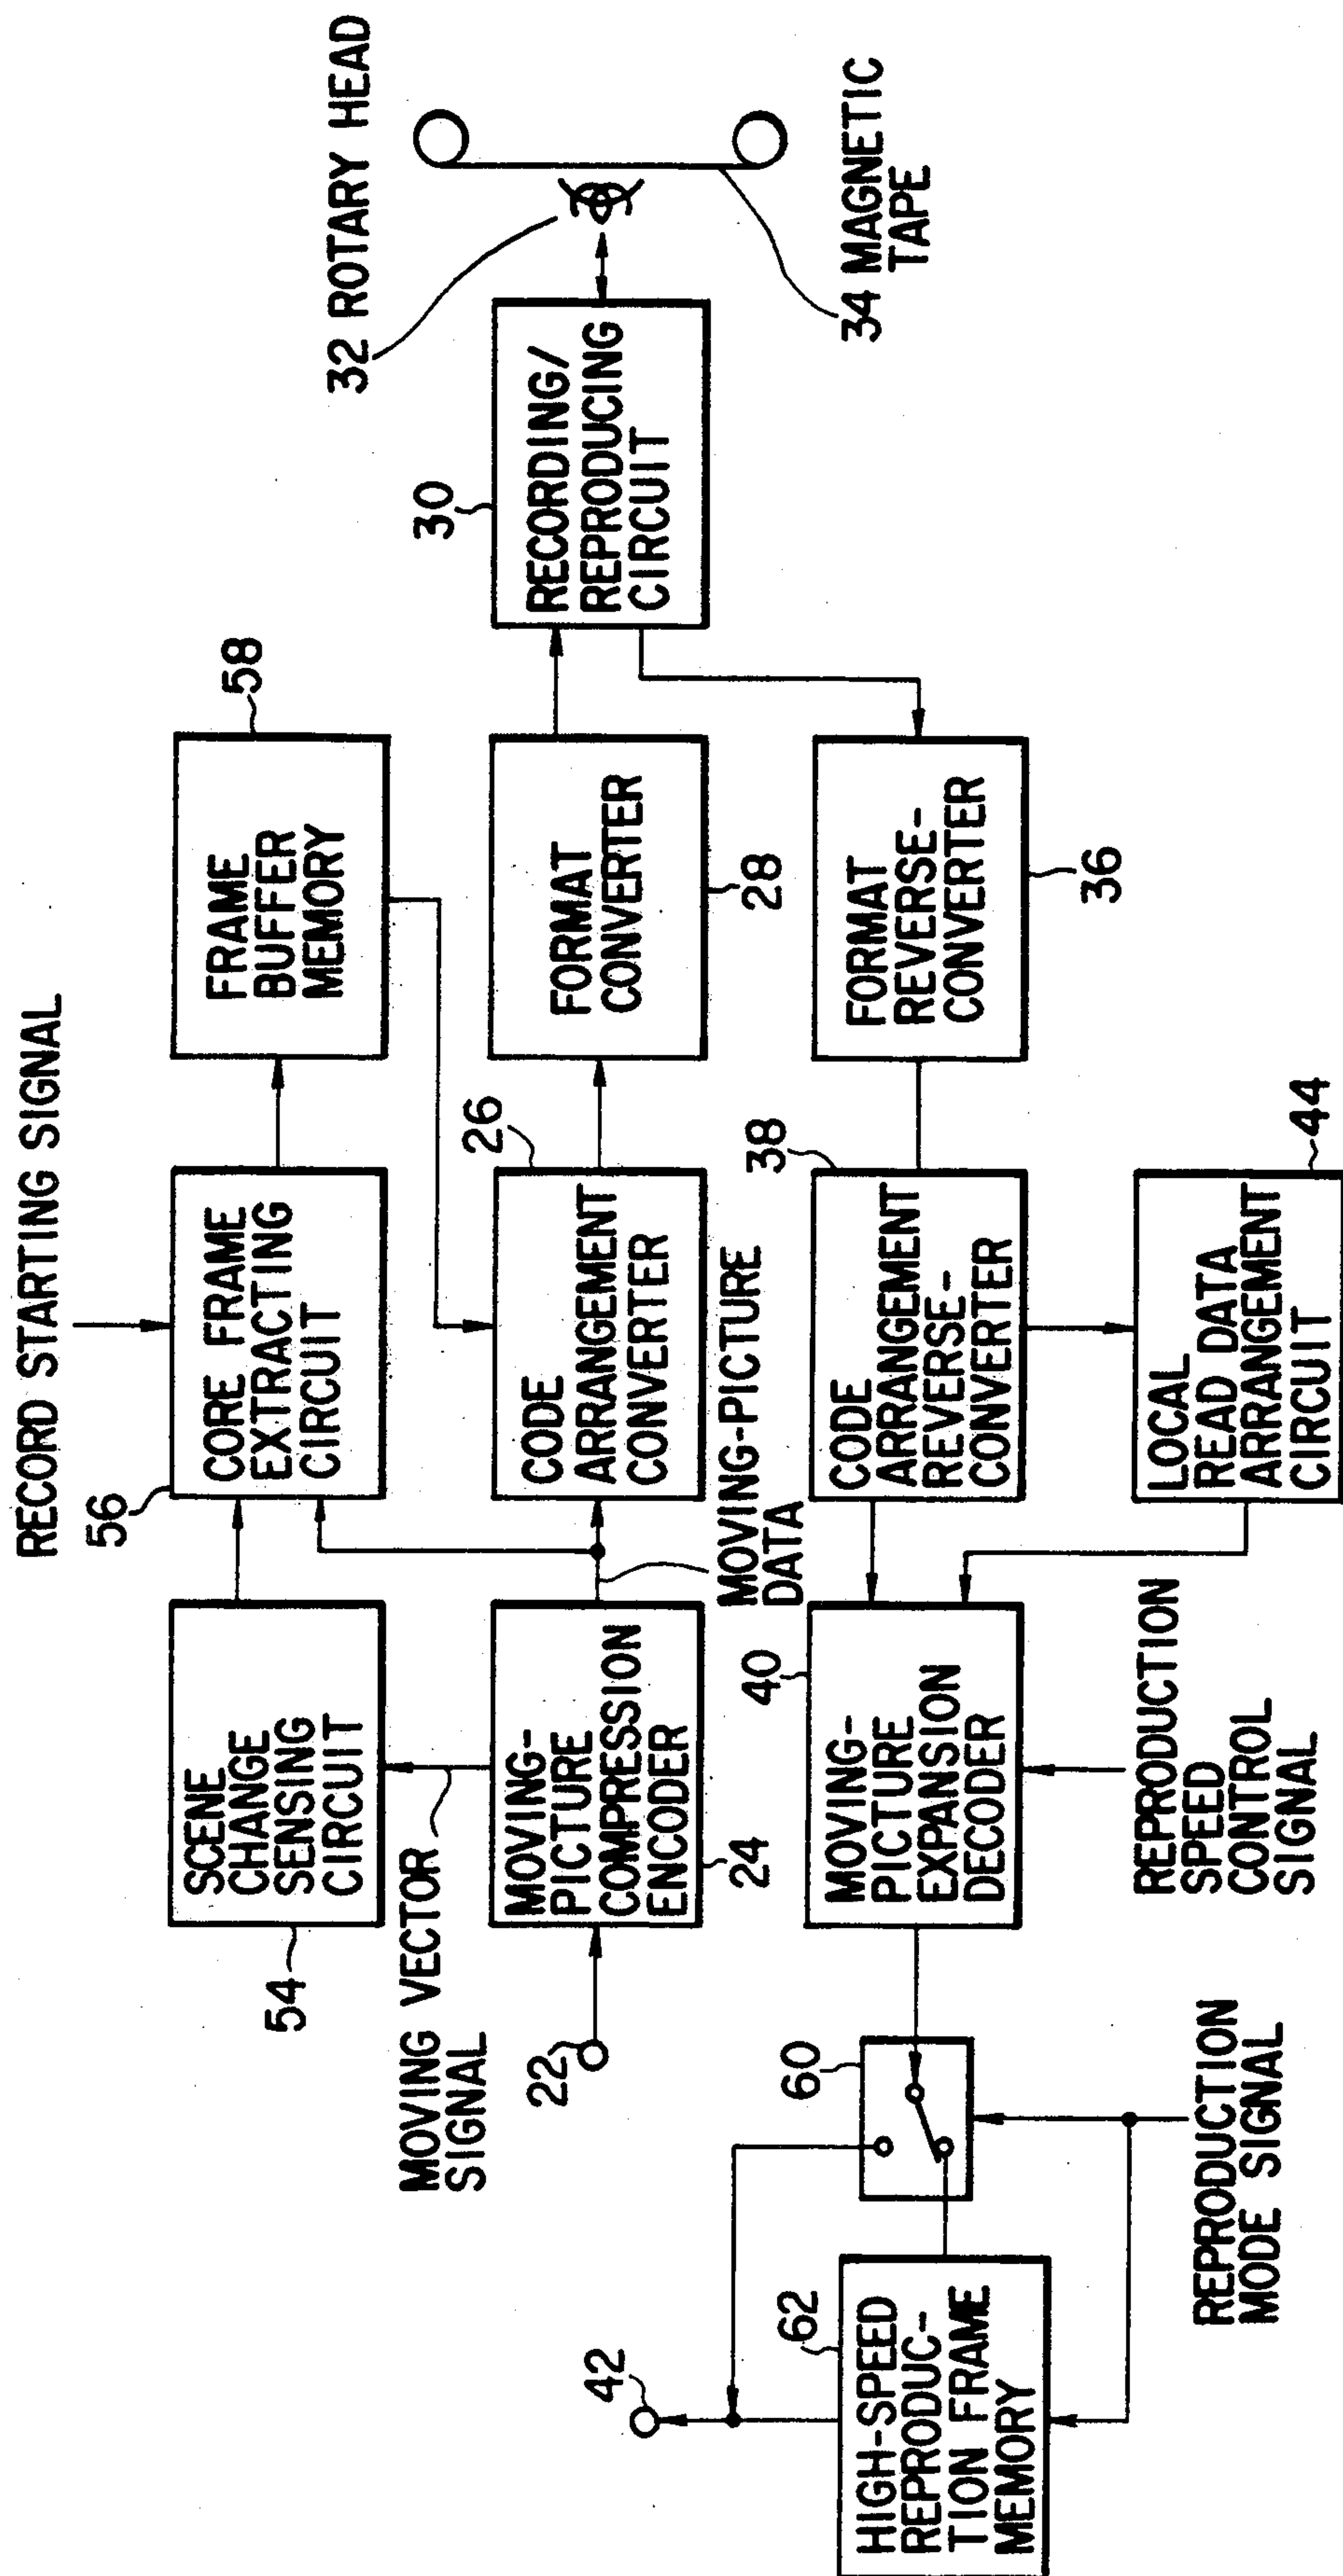 RECORD STARTING SIGNAL
54
SCENE
CHANGE
SENSING
CIRCUIT
56
CORE FRAME
EXTRACTING
CIRCUIT
58
FRAME
BUFFER
MEMORY
MOVING VECTOR
SIGNAL
22
MOVING-
PICTURE
COMPRESSION
ENCODER
24
MOVING-PICTURE
DATA
26
CODE
ARRANGEMENT
CONVERTER
FORMAT
CONVERTER
28
30
RECORDING/
REPRODUCING
CIRCUIT
32 ROTARY HEAD
34 MAGNETIC
TAPE
42
62
HIGH-SPEED
REPRODUC-
TION FRAME
MEMORY
60
REPRODUCTION
MODE SIGNAL
40
MOVING-
PICTURE
EXPANSION
DECODER
REPRODUCTION
SPEED
CONTROL
SIGNAL
38
CODE
ARRANGEMENT
REVERSE-
CONVERTER
FORMAT
REVERSE-
CONVERTER
36
44
LOCAL
READ DATA
ARRANGEMENT
CIRCUIT